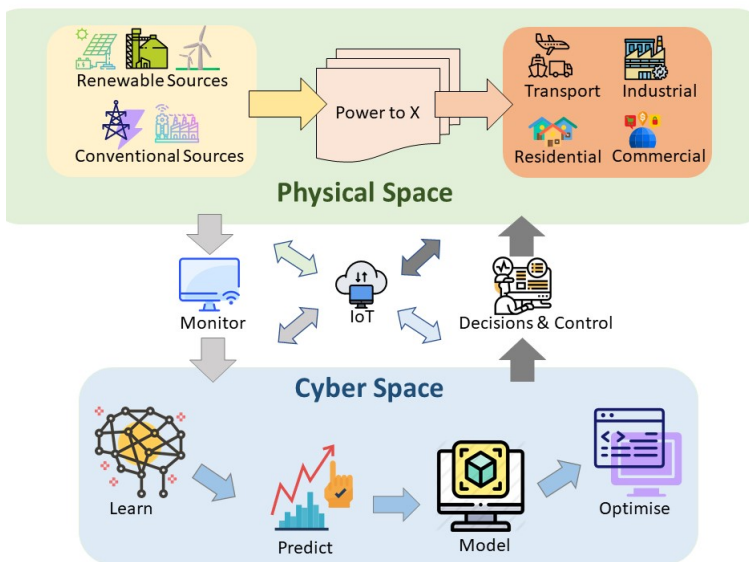 Renewable Sources
Conventional Sources
Power to X
Transport
Industrial
Residential
Commercial
Physical Space
Monitor
IoT
Decisions & Control
Cyber Space
Learn
Predict
Model
Optimise